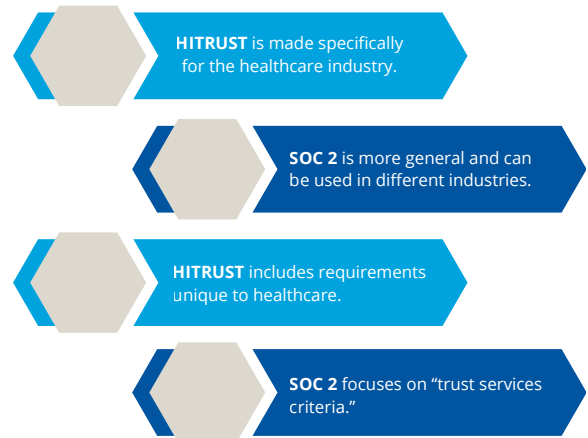 HITRUST is made specifically
for the healthcare industry.
SOC 2 is more general and can
be used in different industries.
HITRUST includes requirements
unique to healthcare.
SOC 2 focuses on “trust services
criteria.”